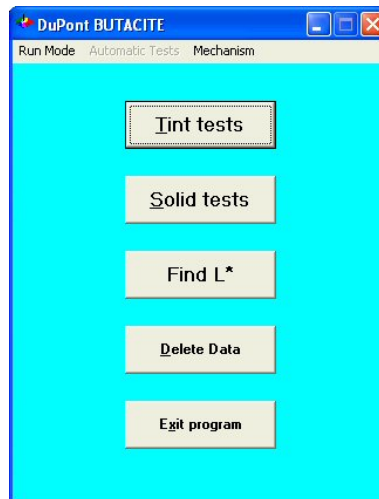 DuPont BUTACITE
Run Mode Automatic Tests Mechanism
Tint tests
Solid tests
Find L*
Delete Data
Exit program